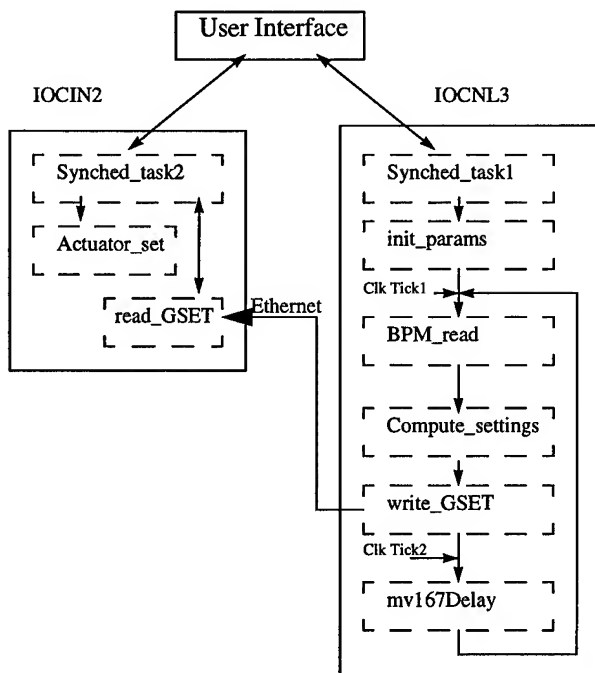 User Interface
IOCIN2
IOCNL3
Synched_task2
Actuator_set
read_GSET
Ethernet
Synched_task1
init_params
Clk Tick1
BPM_read
Compute_settings
write_GSET
Clk Tick2
mv167Delay